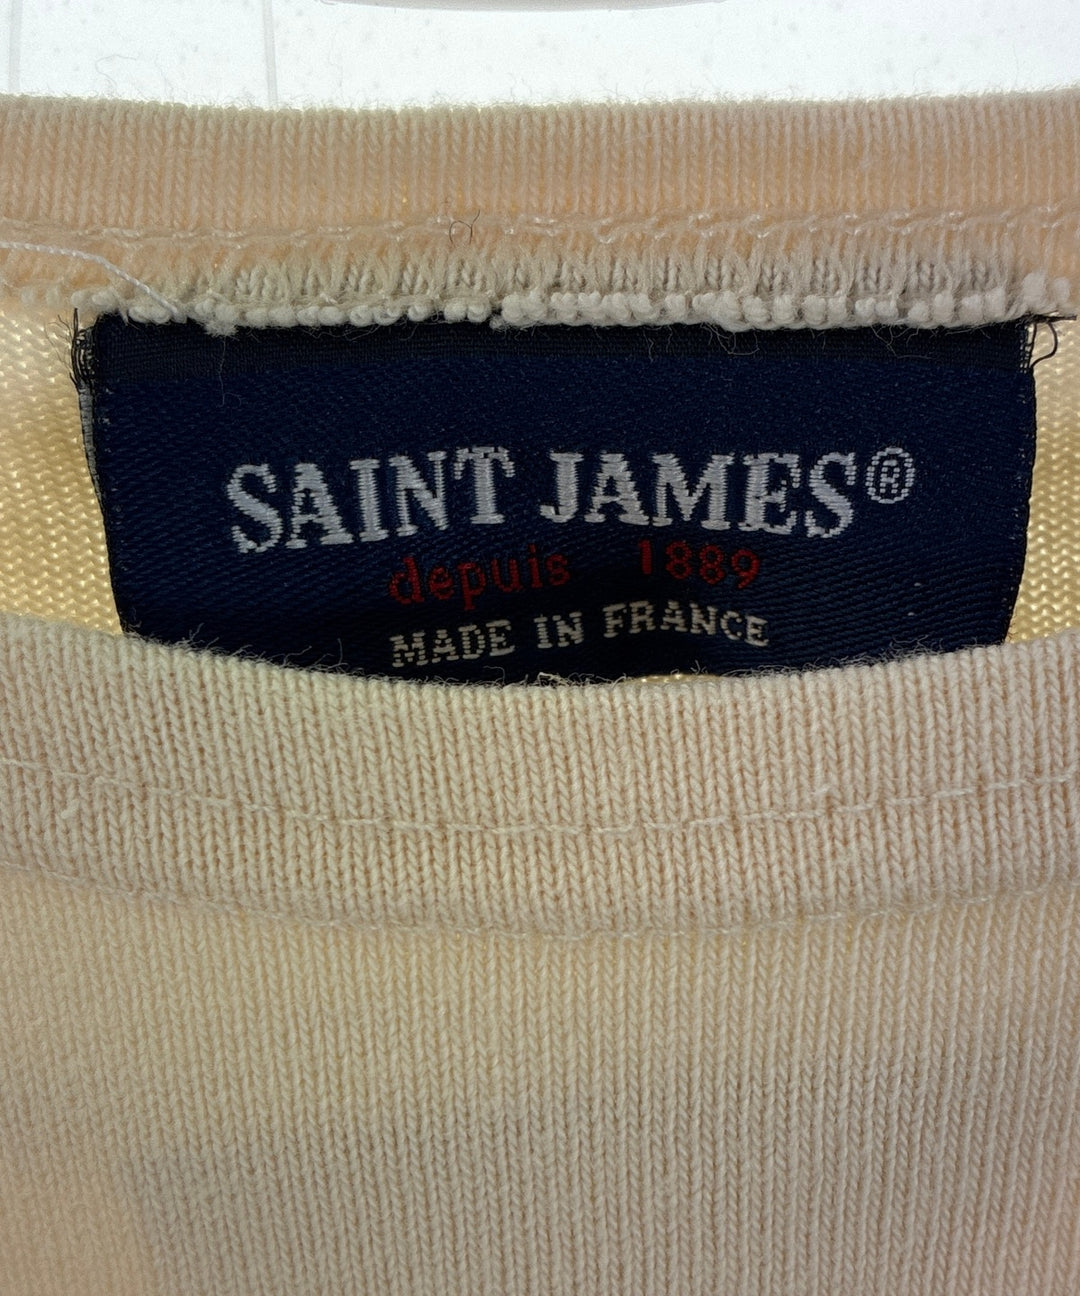 SAINT JAMES®
depuis 1889
MADE IN FRANCE